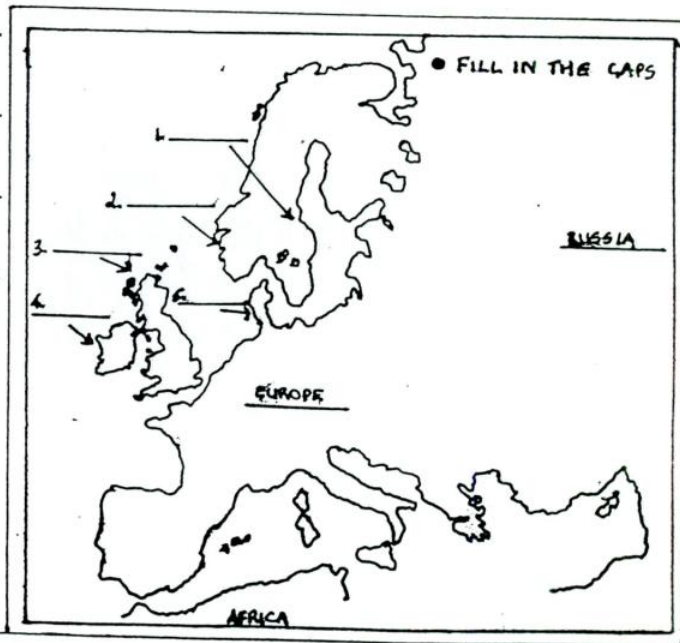 FILL IN THE GAPS
1.
2.
RUSSIA
3.
5.
4.
EUROPE
AFRICA